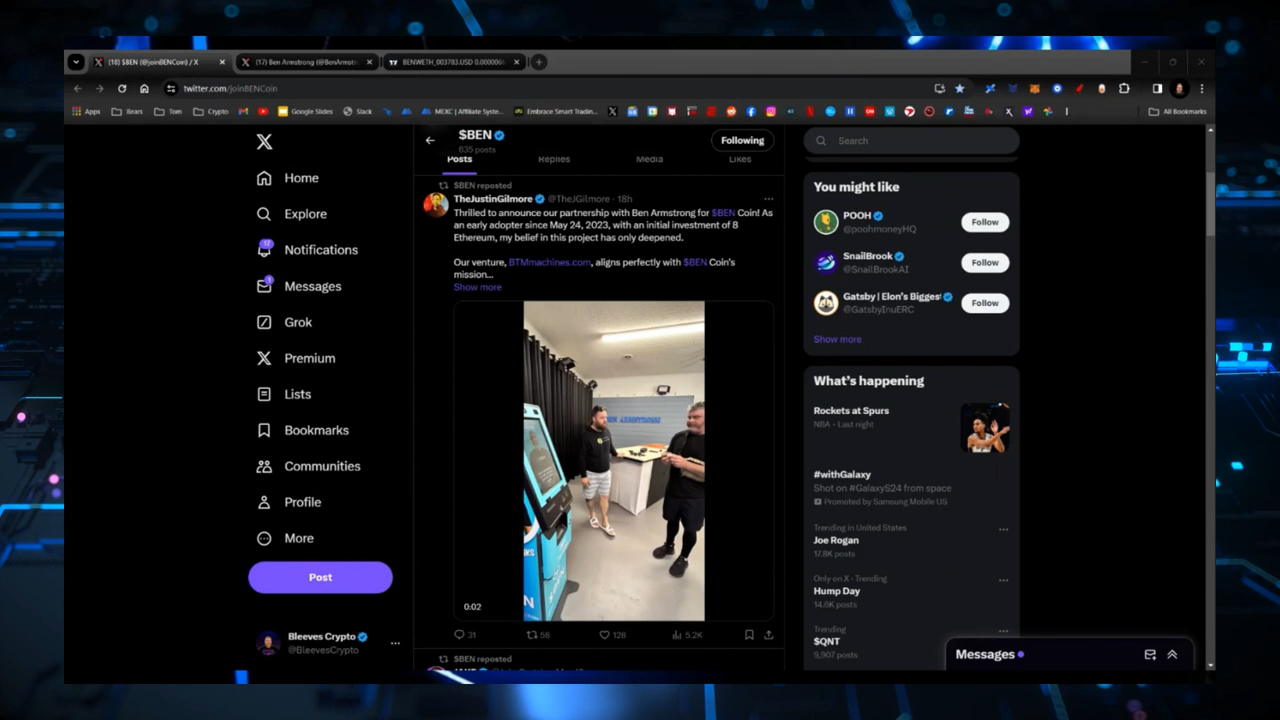 (18) $BEN (@joinBENCoin) / X
(17) Ben Armstrong (@BenArmst
BENWETH_003783.USD 0.000006
twitter.com/joinBENCoin
Apps
Bears
Tom
Crypto
Google Slides
Slack
MEXC | Affiliate Syste...
Embrace Smart Tradin...
All Bookmarks
$BEN
635 posts
Following
Posts
Replies
Media
Likes
Home
Explore
17
Notifications
Messages
Grok
Premium
Lists
Bookmarks
Communities
Profile
More
Post
Bleeves Crypto
@BleevesCrypto
$BEN reposted
TheJustinGilmore @TheJGilmore · 18h
Thrilled to announce our partnership with Ben Armstrong for $BEN Coin! As
an early adopter since May 24, 2023, with an initial investment of 8
Ethereum, my belief in this project has only deepened.
Our venture, BTMmachines.com, aligns perfectly with $BEN Coin's
mission...
Show more
0:02
31
58
128
5.2K
$BEN reposted
Search
You might like
POOH
@poohmoneyHQ
Follow
SnailBrook
@SnailBrookAI
Follow
Gatsby | Elon's Bigges
@GatsbyInuERC
Follow
Show more
What's happening
Rockets at Spurs
NBA · Last night
#withGalaxy
Shot on #GalaxyS24 from space
Promoted by Samsung Mobile US
Trending in United States
Joe Rogan
17.8K posts
Only on X · Trending
Hump Day
14.6K posts
Trending
$QNT
9,907 posts
Messages